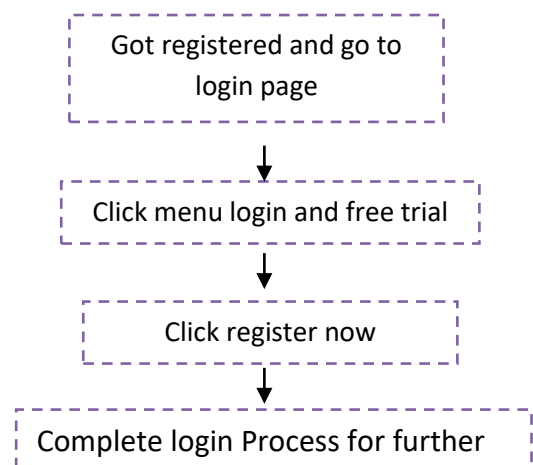 Got registered and go to
login page
Click menu login and free trial
Click register now
Complete login Process for further